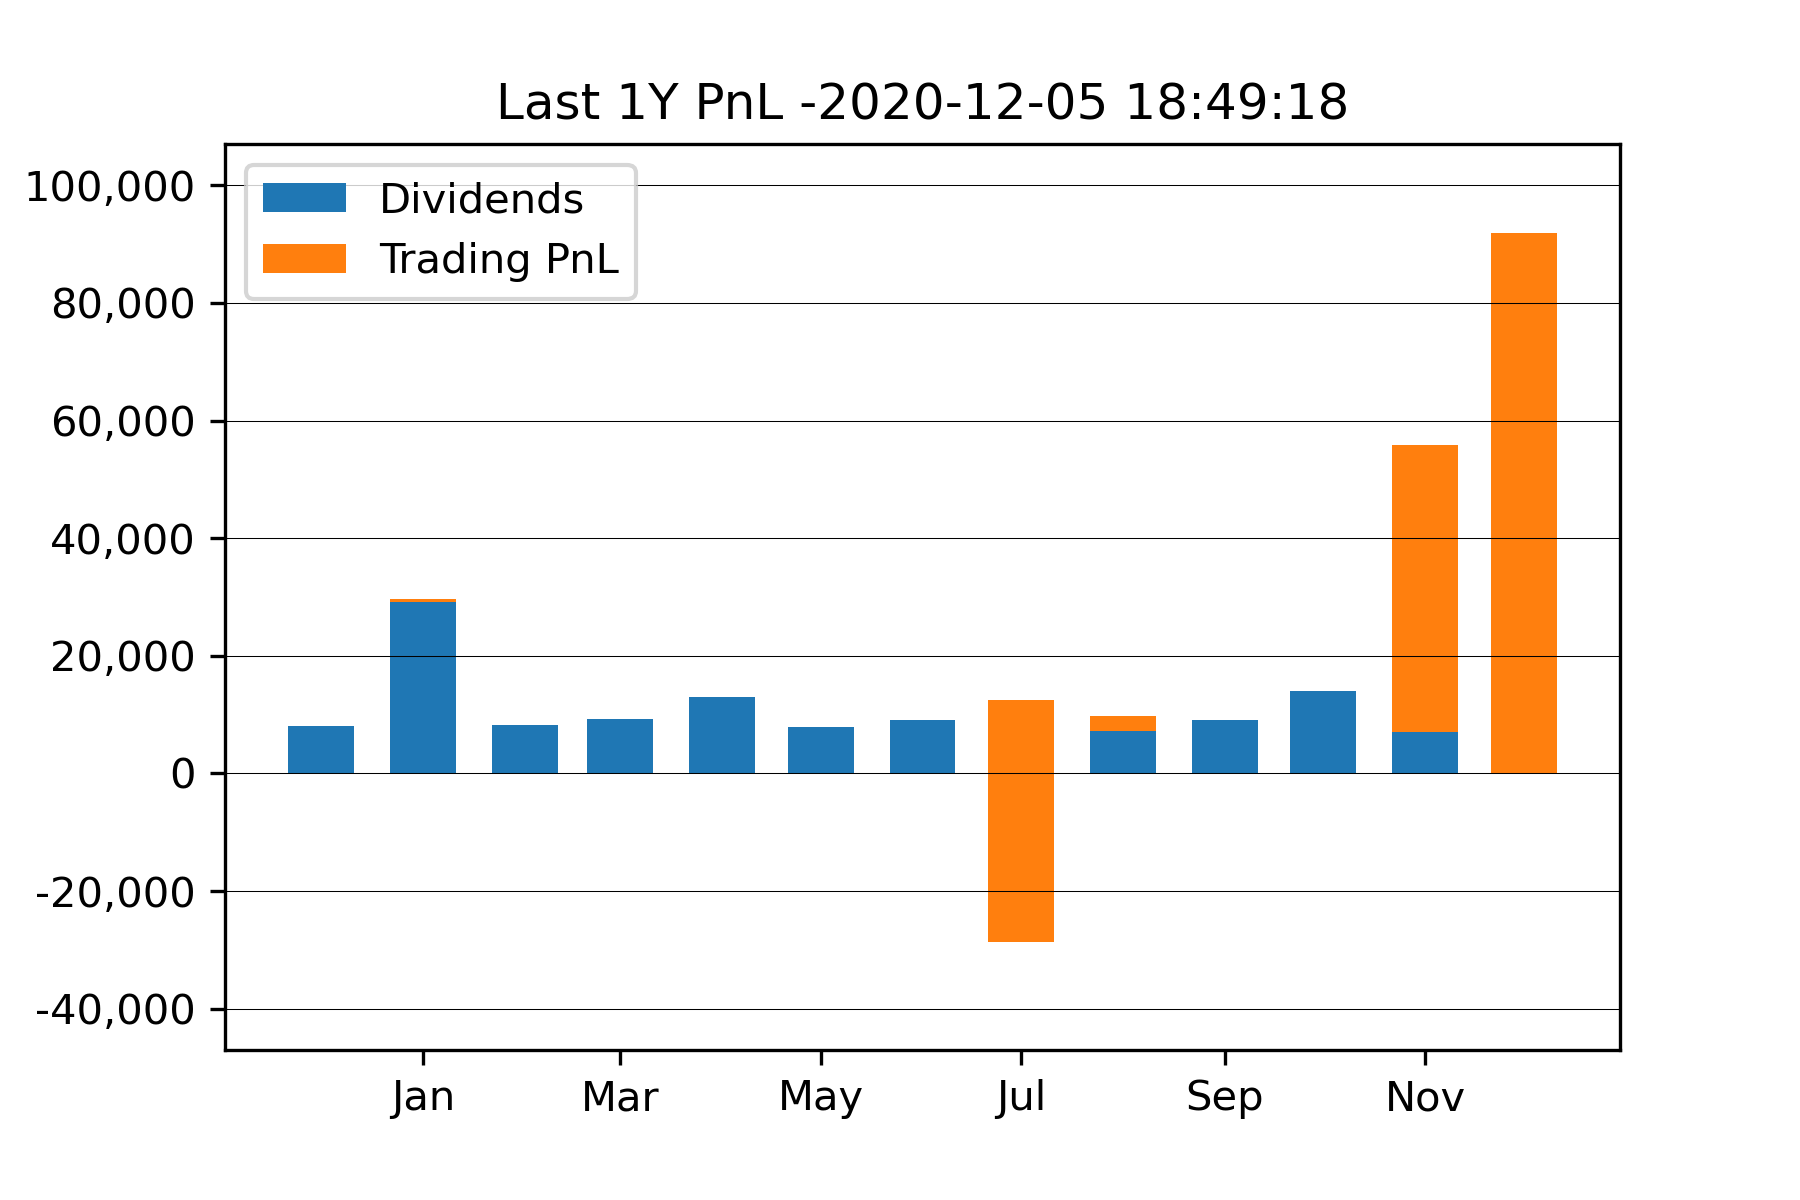 Last 1Y PnL -2020-12-05 18:49:18
Dividends
Trading PnL
100,000
80,000
60,000
40,000
20,000
0
-20,000
-40,000
Jan Mar May Jul Sep Nov